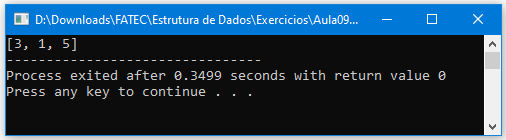 D:\Downloads\FATEC\Estrutura de Dados\Exercicios\Aula09...
[3, 1, 5]
--------------------------------
Process exited after 0.3499 seconds with return value 0
Press any key to continue . . .